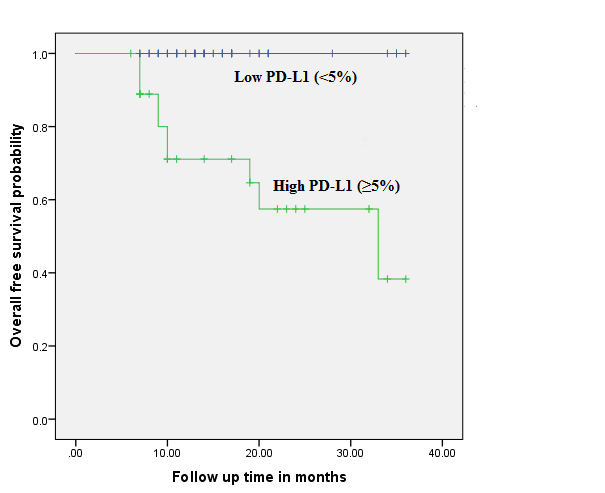 1.0
Low PD-L1 (<5%)
0.8
High PD-L1 (≥5%)
0.6
0.4
0.2
0.0
Overall free survival probability
.00 10.00 20.00 30.00 40.00
Follow up time in months